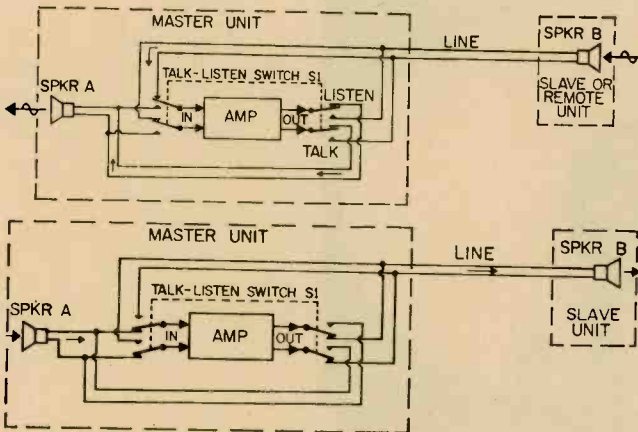 MASTER UNIT
LINE
SPKR B
SLAVE OR
REMOTE
UNIT
SPKR A
TALK-LISTEN SWITCH S1
LISTEN
IN
AMP
OUT
TALK
MASTER UNIT
LINE
SPKR B
SLAVE
UNIT
SPKR A
TALK-LISTEN SWITCH S1
IN
AMP
OUT